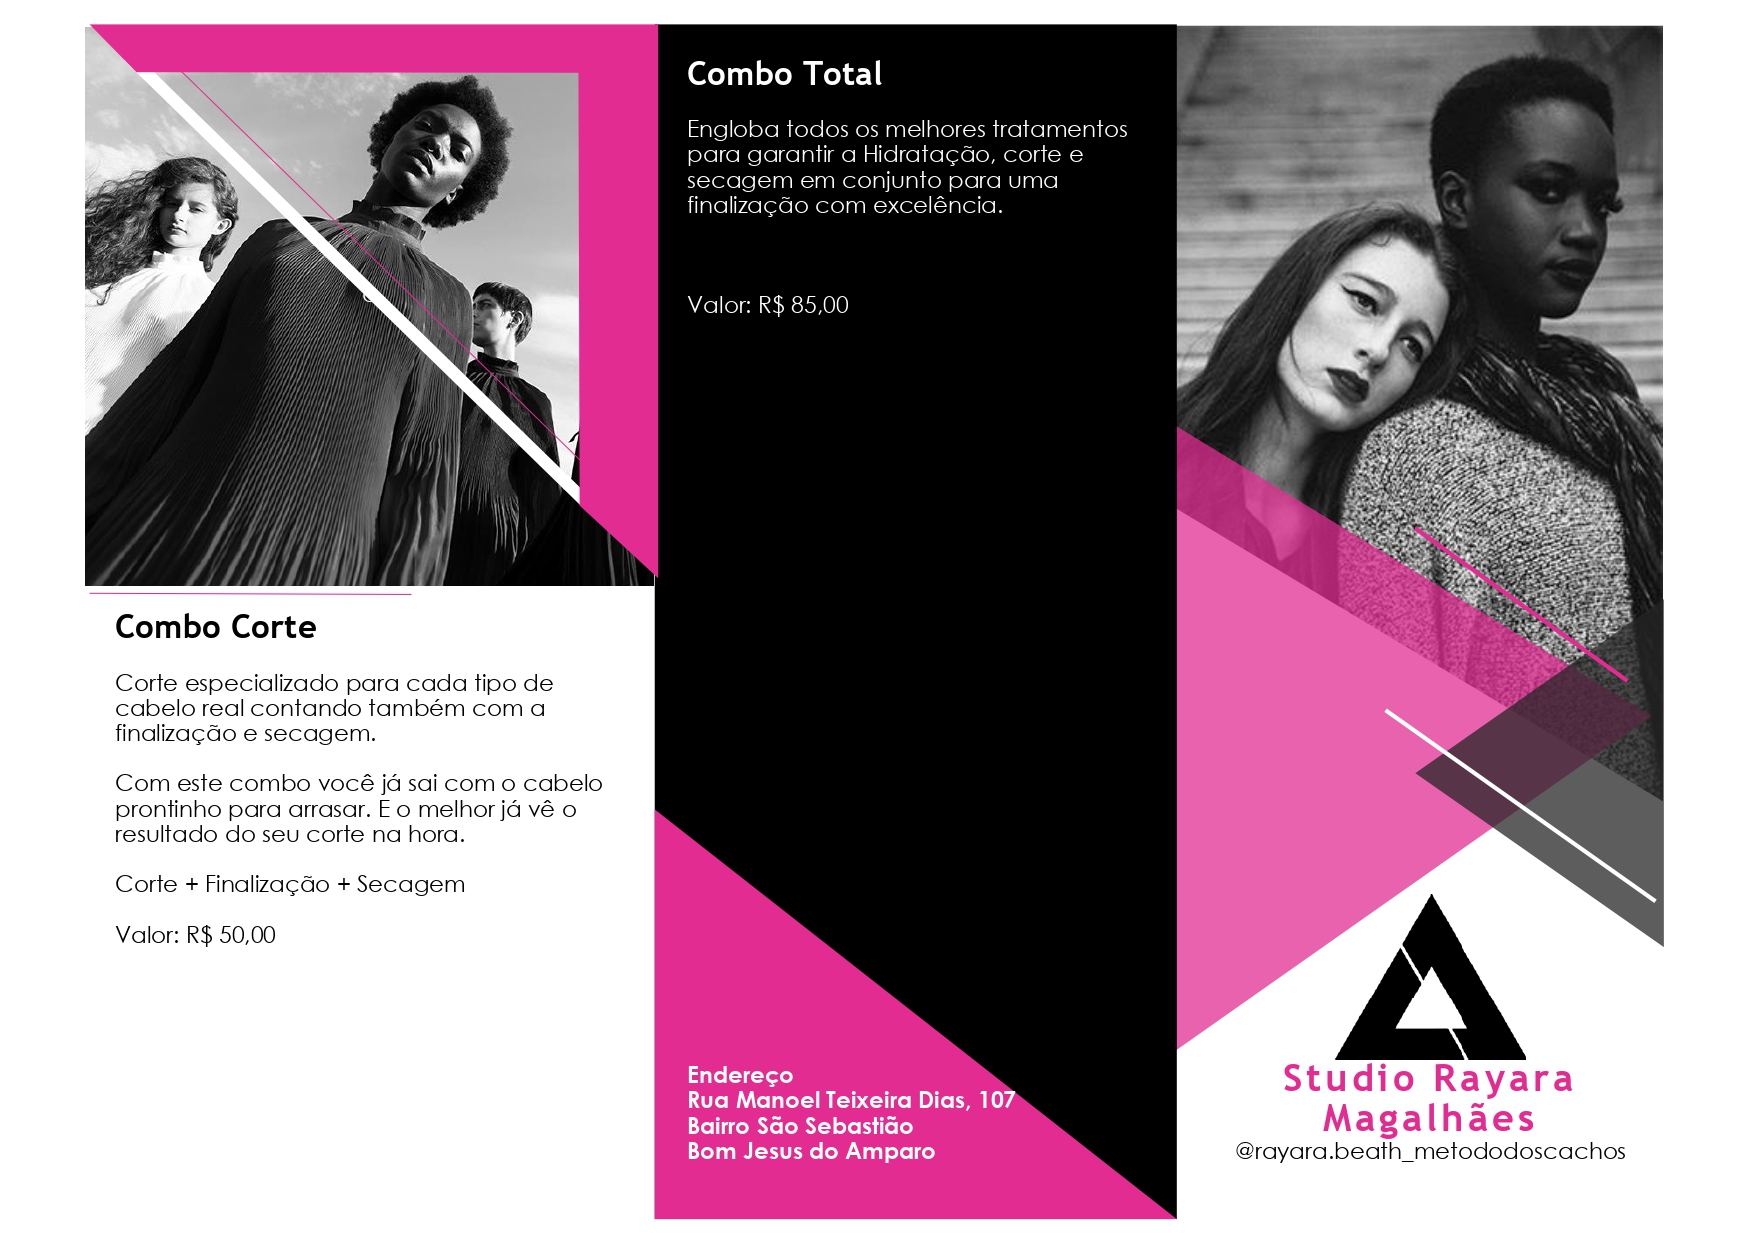 Combo Corte
Corte especializado para cada tipo de
cabelo real contando também com a
finalização e secagem.
Com este combo você já sai com o cabelo
prontinho para arrasar. E o melhor já vê o
resultado do seu corte na hora.
Corte + Finalização + Secagem
Valor: R$ 50,00
Combo Total
Engloba todos os melhores tratamentos
para garantir a Hidratação, corte e
secagem em conjunto para uma
finalização com excelência.
Valor: R$ 85,00
Endereço
Rua Manoel Teixeira Dias, 107
Bairro São Sebastião
Bom Jesus do Amparo
Studio Rayara
Magalhães
@rayara.beath_metododoscachos